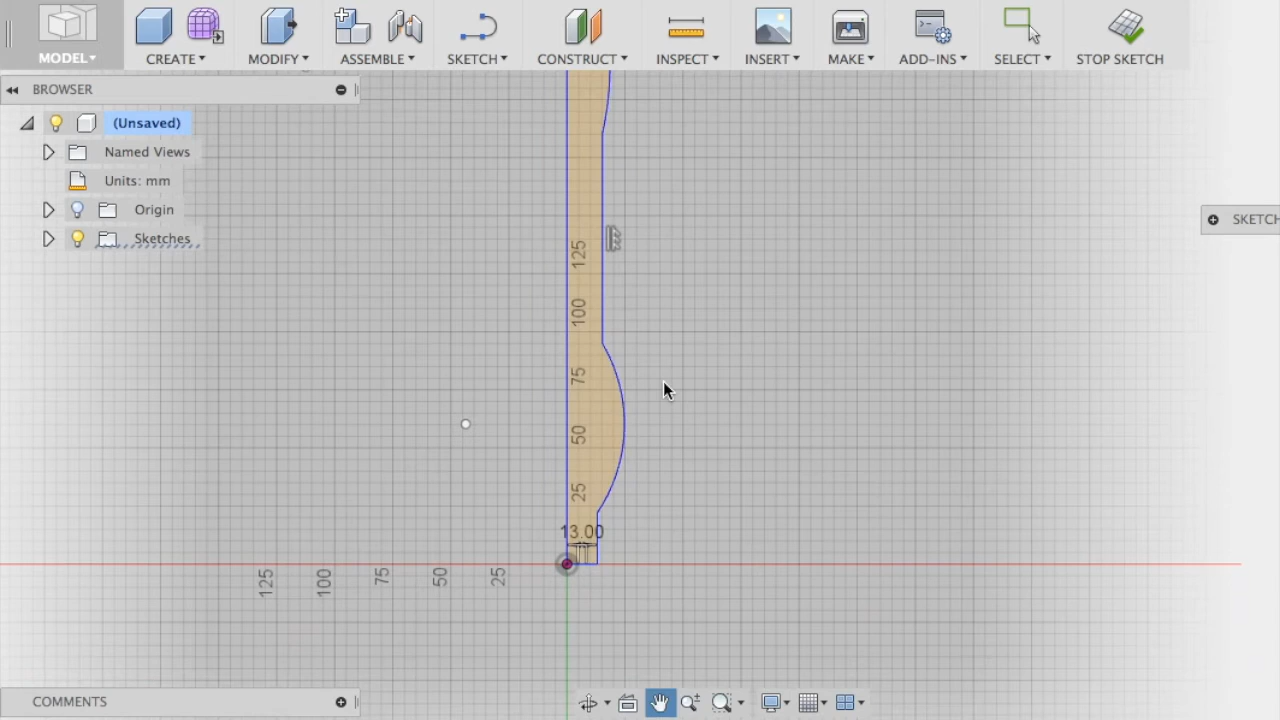 MODEL CREATE MODIFY ASSEMBLE SKETCH CONSTRUCT INSPECT INSERT MAKE ADD-INS SELECT STOP SKETCH
BROWSER
(Unsaved)
Named Views
Units: mm
Origin
Sketches
SKETCH
125
100
75
50
25
13.00
125 100 75 50 25
COMMENTS